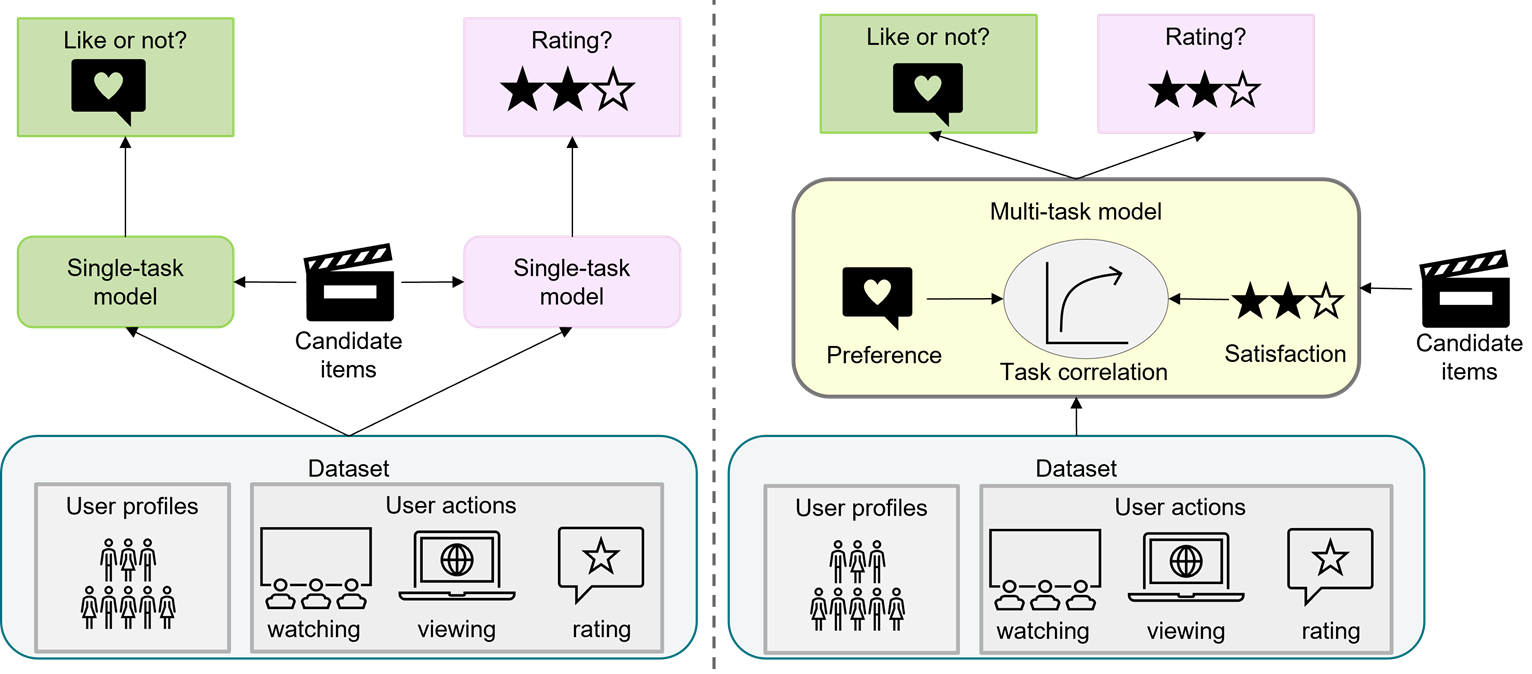 Like or not?
Rating?
Single-task
model
Single-task
model
Candidate
items
Dataset
User profiles
User actions
watching
viewing
rating
Like or not?
Rating?
Multi-task model
Preference
Task correlation
Satisfaction
Candidate
items
Dataset
User profiles
User actions
watching
viewing
rating